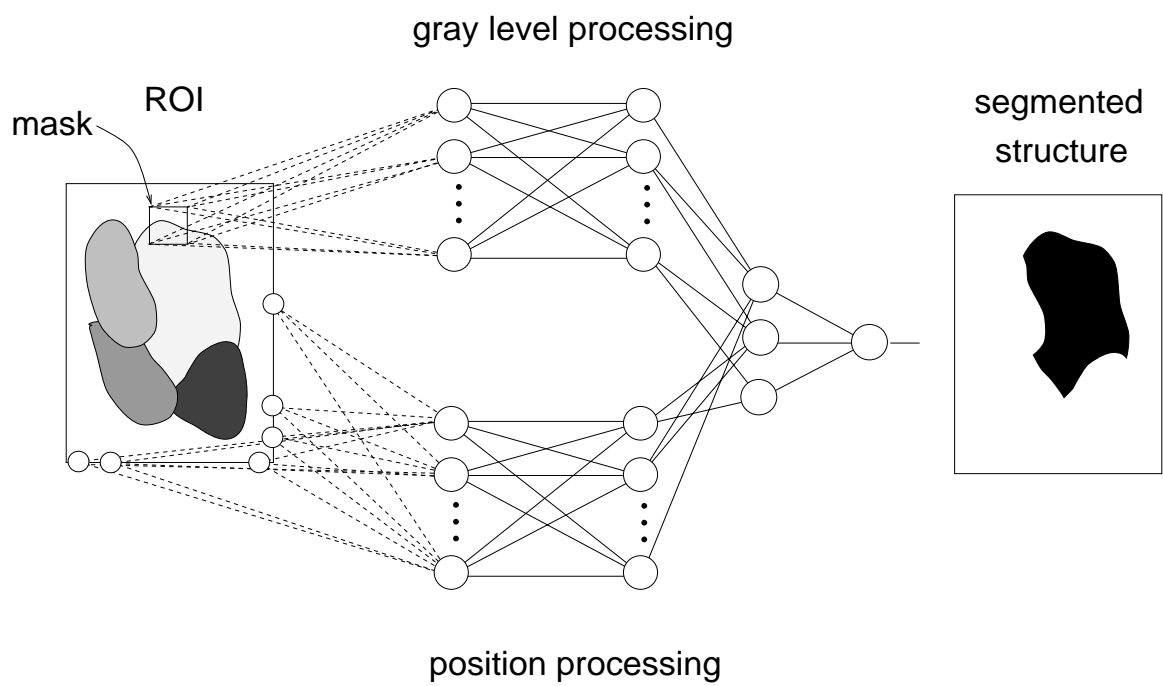 gray level processing
ROI
mask
segmented
structure
position processing